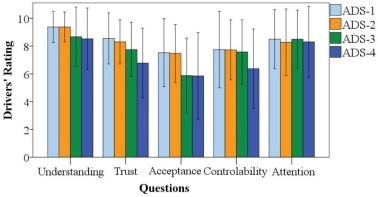 ADS-1
ADS-2
ADS-3
ADS-4
Drivers' Rating
10
8
6
4
2
0
Understanding Trust Acceptance Controlability Attention
Questions